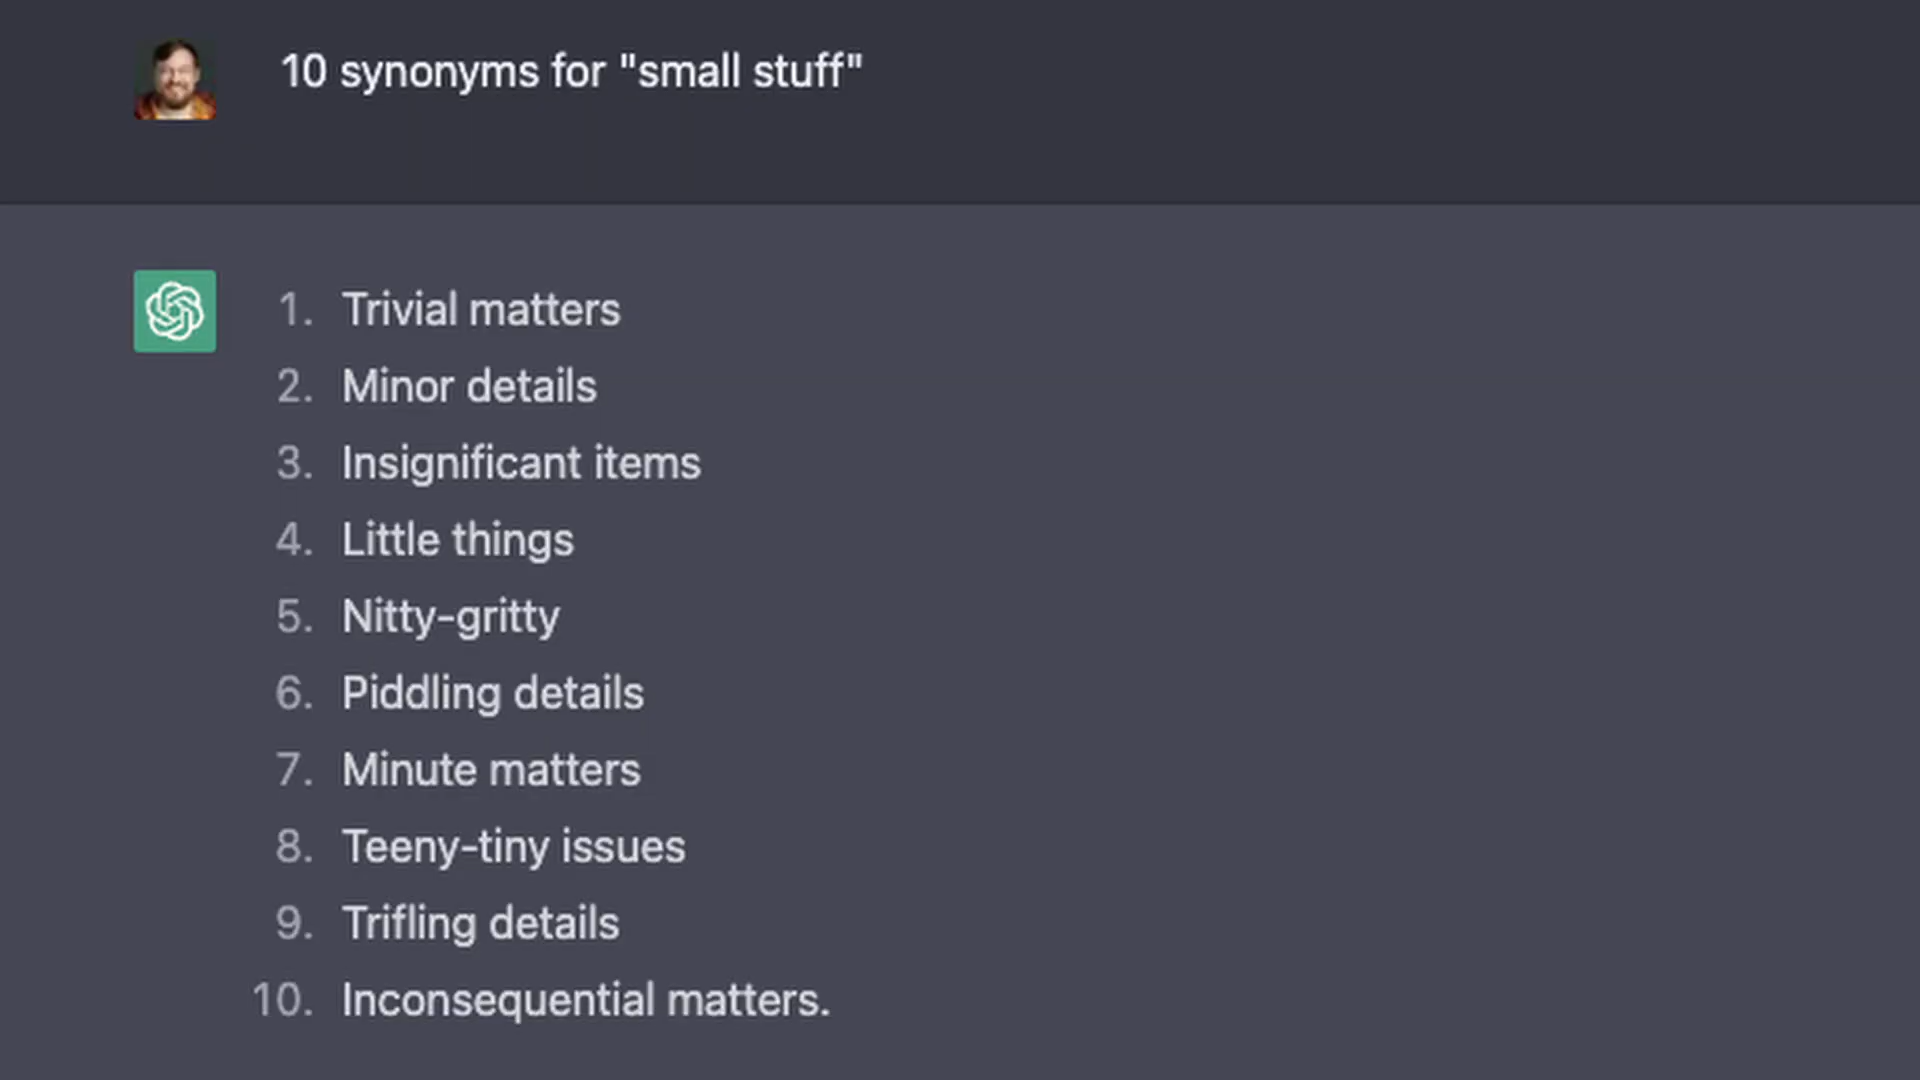 10 synonyms for "small stuff"
1. Trivial matters
2. Minor details
3. Insignificant items
4. Little things
5. Nitty-gritty
6. Piddling details
7. Minute matters
8. Teeny-tiny issues
9. Trifling details
10. Inconsequential matters.